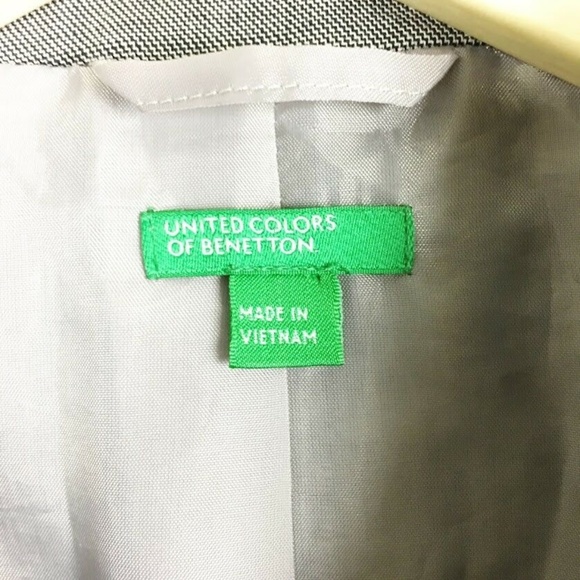 UNITED COLORS
OF BENETTON.
MADE IN
VIETNAM